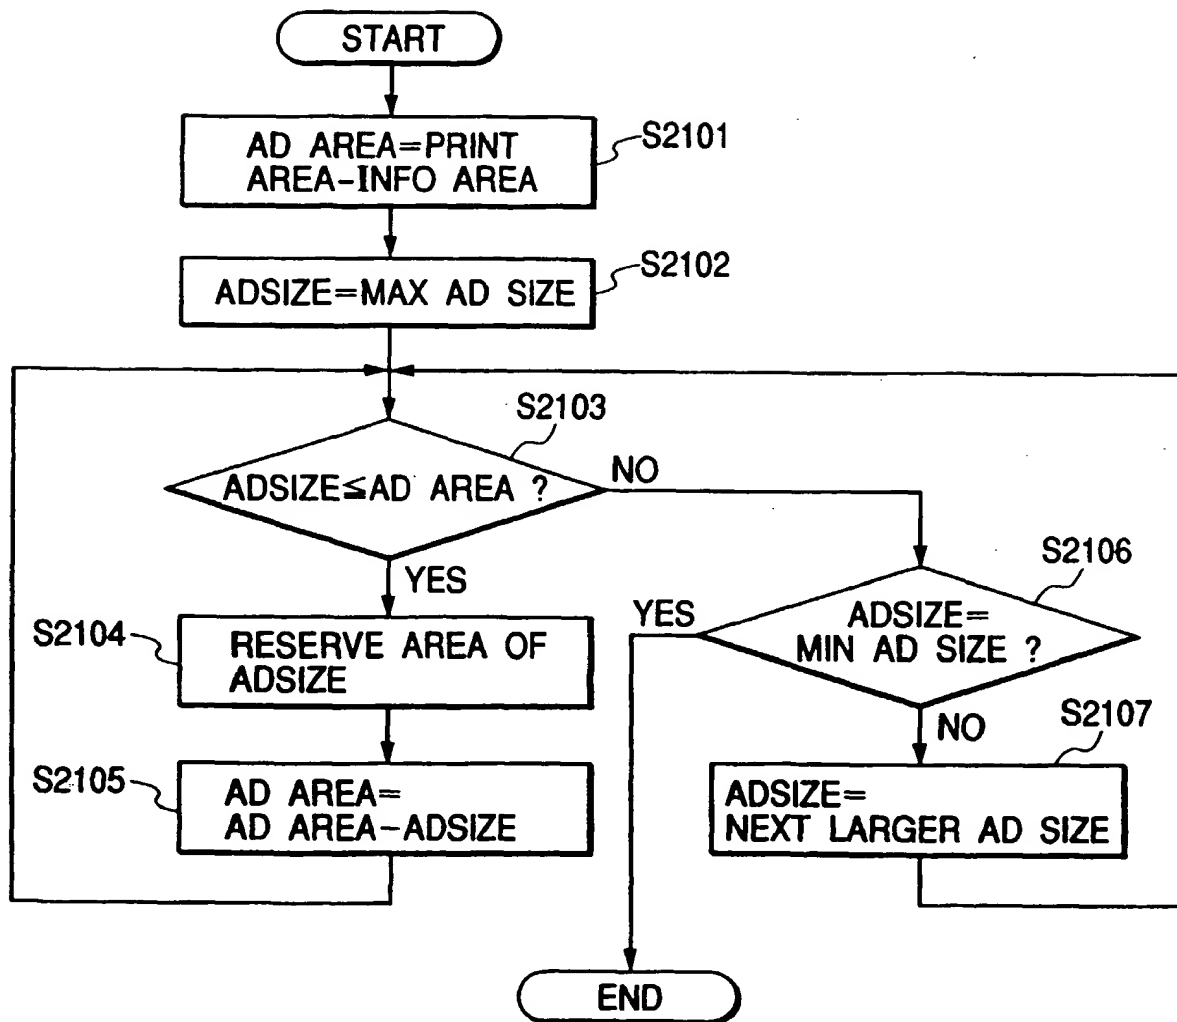 START
AD AREA=PRINT
AREA-INFO AREA
S2101
ADSIZE=MAX AD SIZE
S2102
S2103
ADSIZE≦AD AREA ?
NO
YES
S2104
RESERVE AREA OF
ADSIZE
S2105
AD AREA=
AD AREA-ADSIZE
S2106
ADSIZE=
MIN AD SIZE ?
YES
NO
S2107
ADSIZE=
NEXT LARGER AD SIZE
END